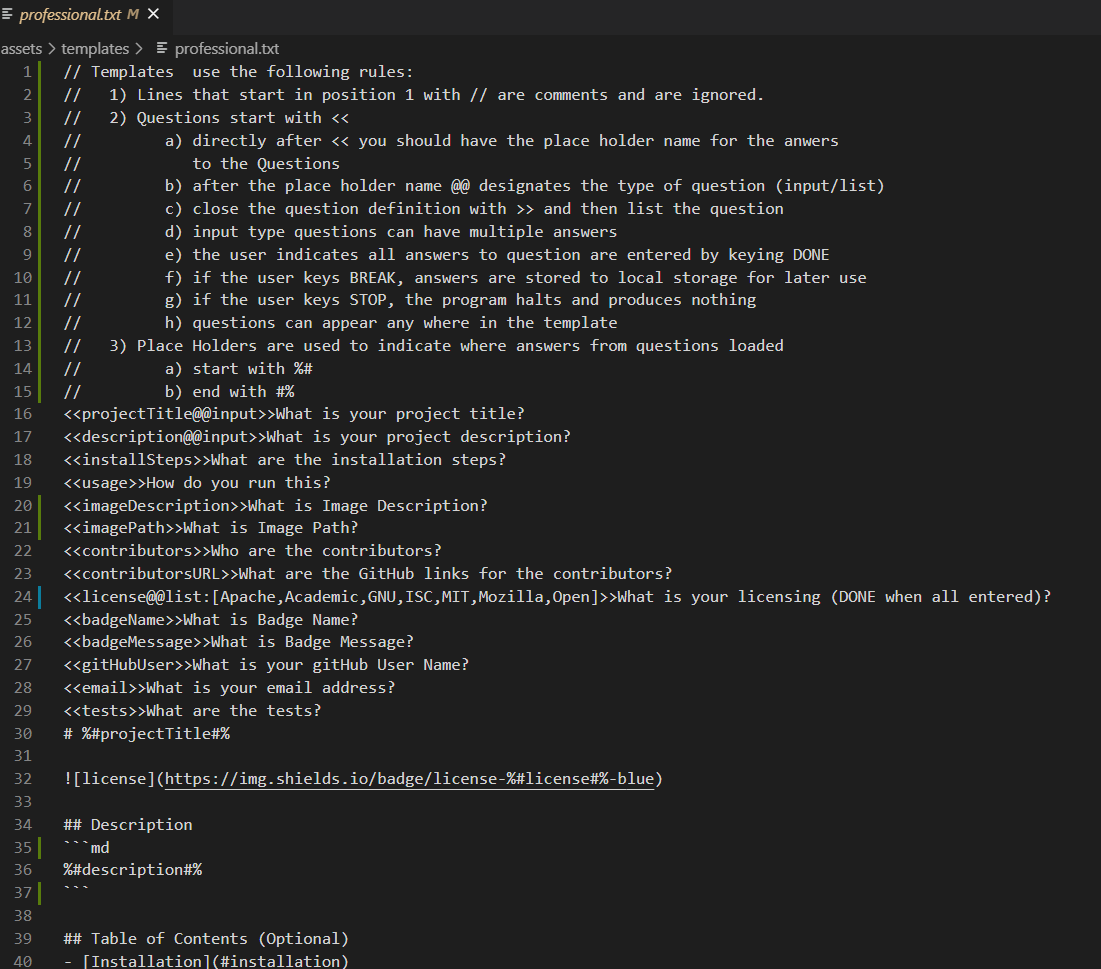 professional.txt M ✕
assets > templates > professional.txt
1 // Templates  use the following rules:
2 //   1) Lines that start in position 1 with // are comments and are ignored.
3 //   2) Questions start with <<
4 //         a) directly after << you should have the place holder name for the anwers
5 //            to the Questions
6 //         b) after the place holder name @@ designates the type of question (input/list)
7 //         c) close the question definition with >> and then list the question
8 //         d) input type questions can have multiple answers
9 //         e) the user indicates all answers to question are entered by keying DONE
10 //         f) if the user keys BREAK, answers are stored to local storage for later use
11 //         g) if the user keys STOP, the program halts and produces nothing
12 //         h) questions can appear any where in the template
13 //   3) Place Holders are used to indicate where answers from questions loaded
14 //         a) start with %#
15 //         b) end with #%
16 <<projectTitle@@input>>What is your project title?
17 <<description@@input>>What is your project description?
18 <<installSteps>>What are the installation steps?
19 <<usage>>How do you run this?
20 <<imageDescription>>What is Image Description?
21 <<imagePath>>What is Image Path?
22 <<contributors>>Who are the contributors?
23 <<contributorsURL>>What are the GitHub links for the contributors?
24 <<license@@list:[Apache,Academic,GNU,ISC,MIT,Mozilla,Open]>>What is your licensing (DONE when all entered)?
25 <<badgeName>>What is Badge Name?
26 <<badgeMessage>>What is Badge Message?
27 <<gitHubUser>>What is your gitHub User Name?
28 <<email>>What is your email address?
29 <<tests>>What are the tests?
30 # %#projectTitle#%
31
32 ![license](https://img.shields.io/badge/license-%#license#%-blue)
33
34 ## Description
35 ```md
36 %#description#%
37 ```
38
39 ## Table of Contents (Optional)
40 - [Installation](#installation)